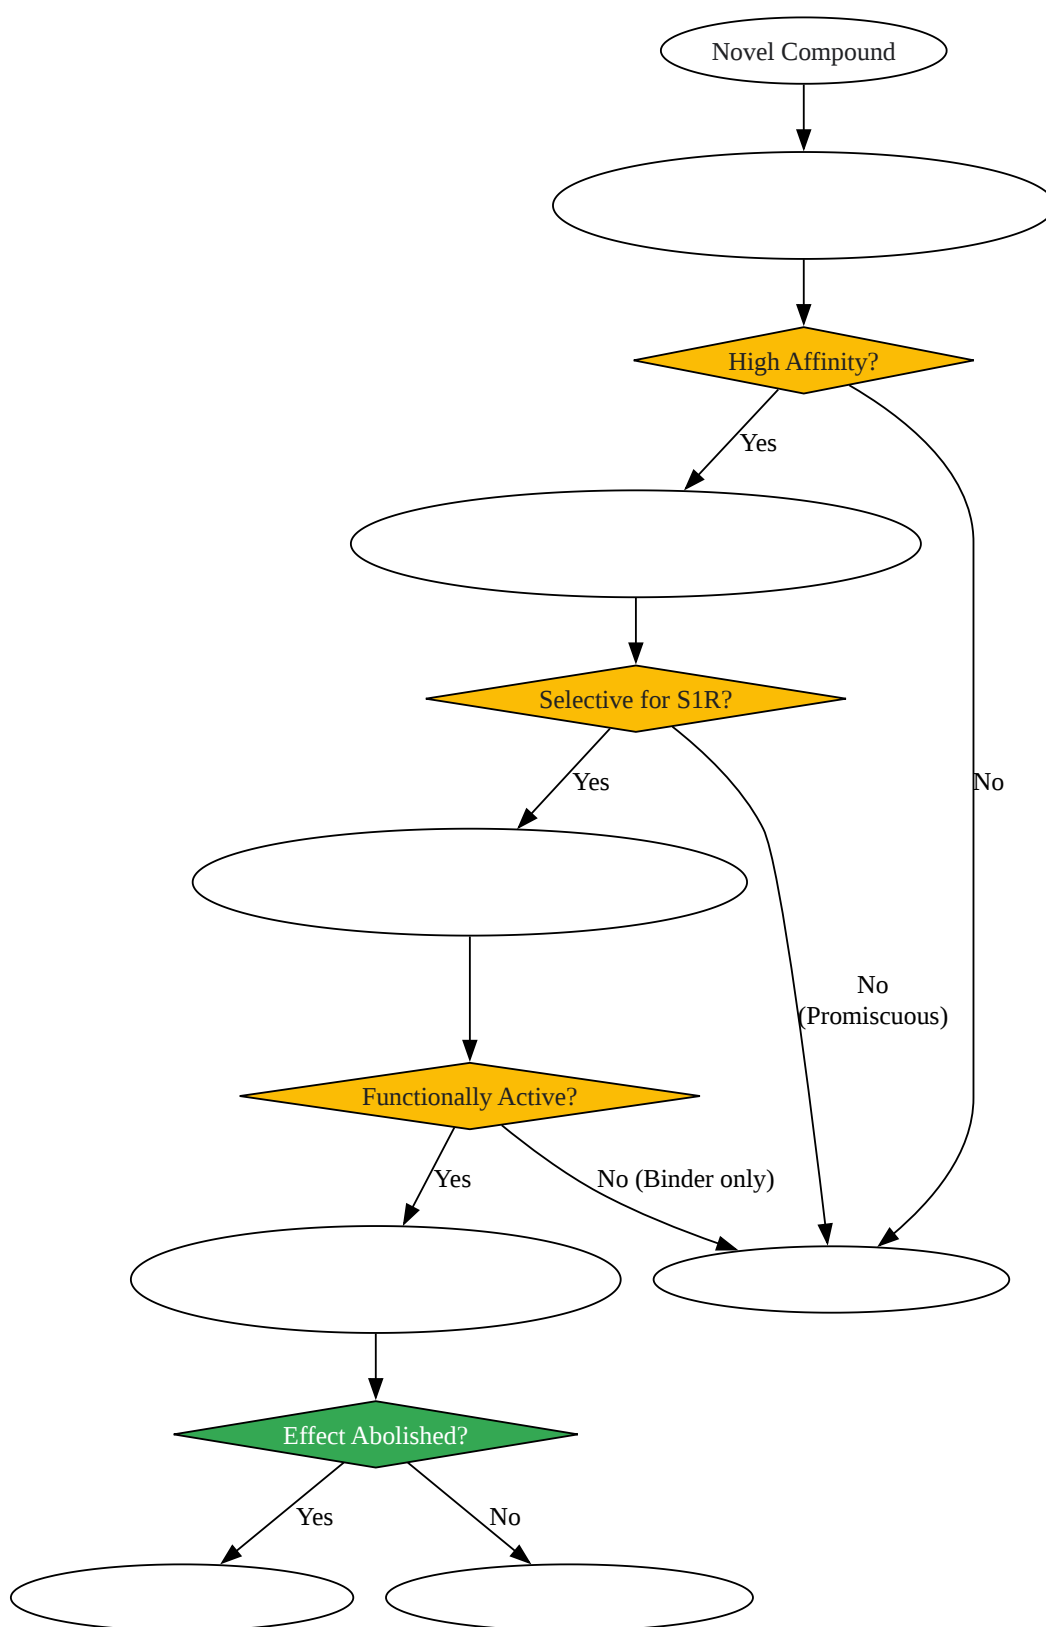 Novel Compound
High Affinity?
Yes
Selective for S1R?
Yes
No
No
(Promiscuous)
Functionally Active?
Yes
No (Binder only)
Effect Abolished?
Yes
No